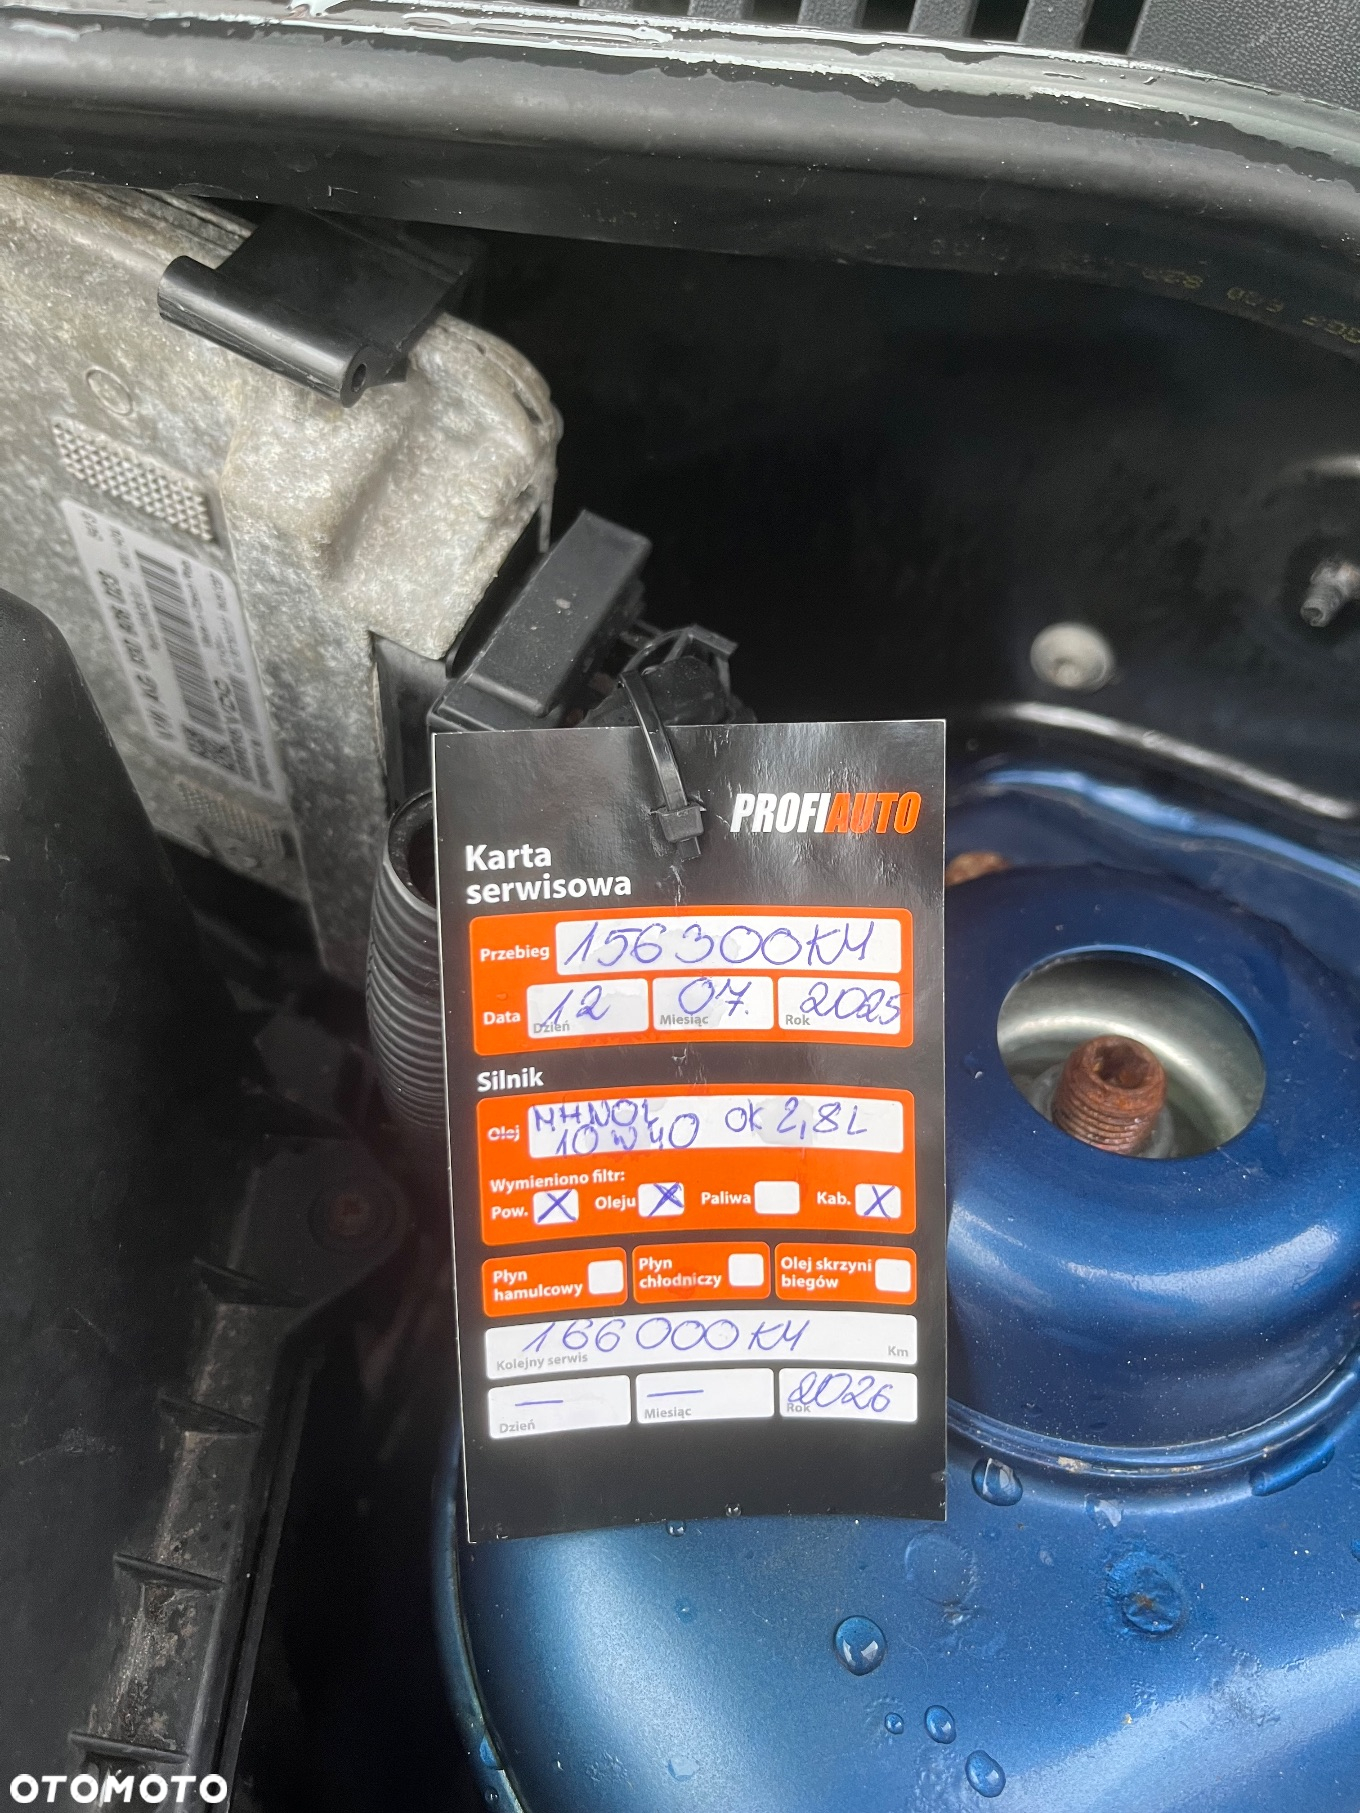 PROFIAUTO
Karta
serwisowa
Przebieg 156300KM
Data 12 07. 2025
Dzień Miesiąc Rok
Silnik
Olej MANNOL OK 2,8L
10W40
Wymieniono filtr:
Pow. X Oleju X Paliwa Kab. X
Płyn hamulcowy
Płyn chłodniczy
Olej skrzyni biegów
166000KM
Kolejny serwis Km
— — 2026
Dzień Miesiąc Rok
OTOMOTO